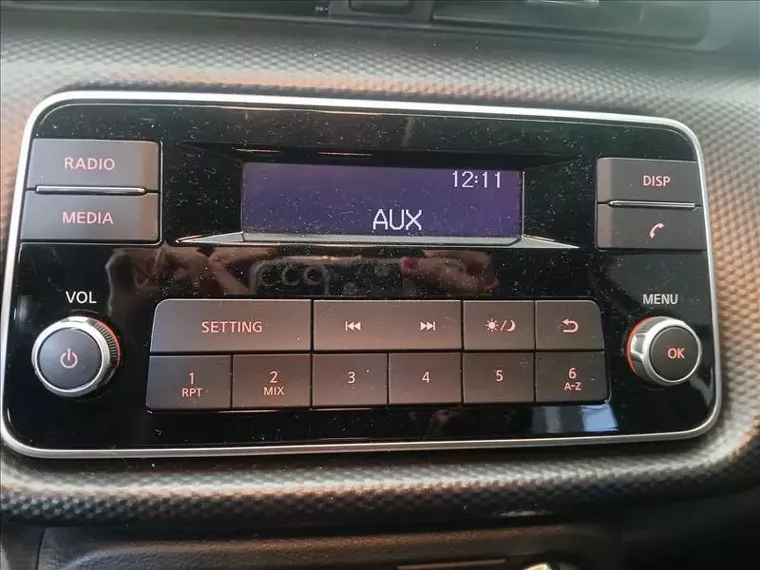 RADIO
12:11
DISP
MEDIA
AUX
VOL
MENU
SETTING
OK
1
RPT
2
MIX
3
4
5
6
A-Z